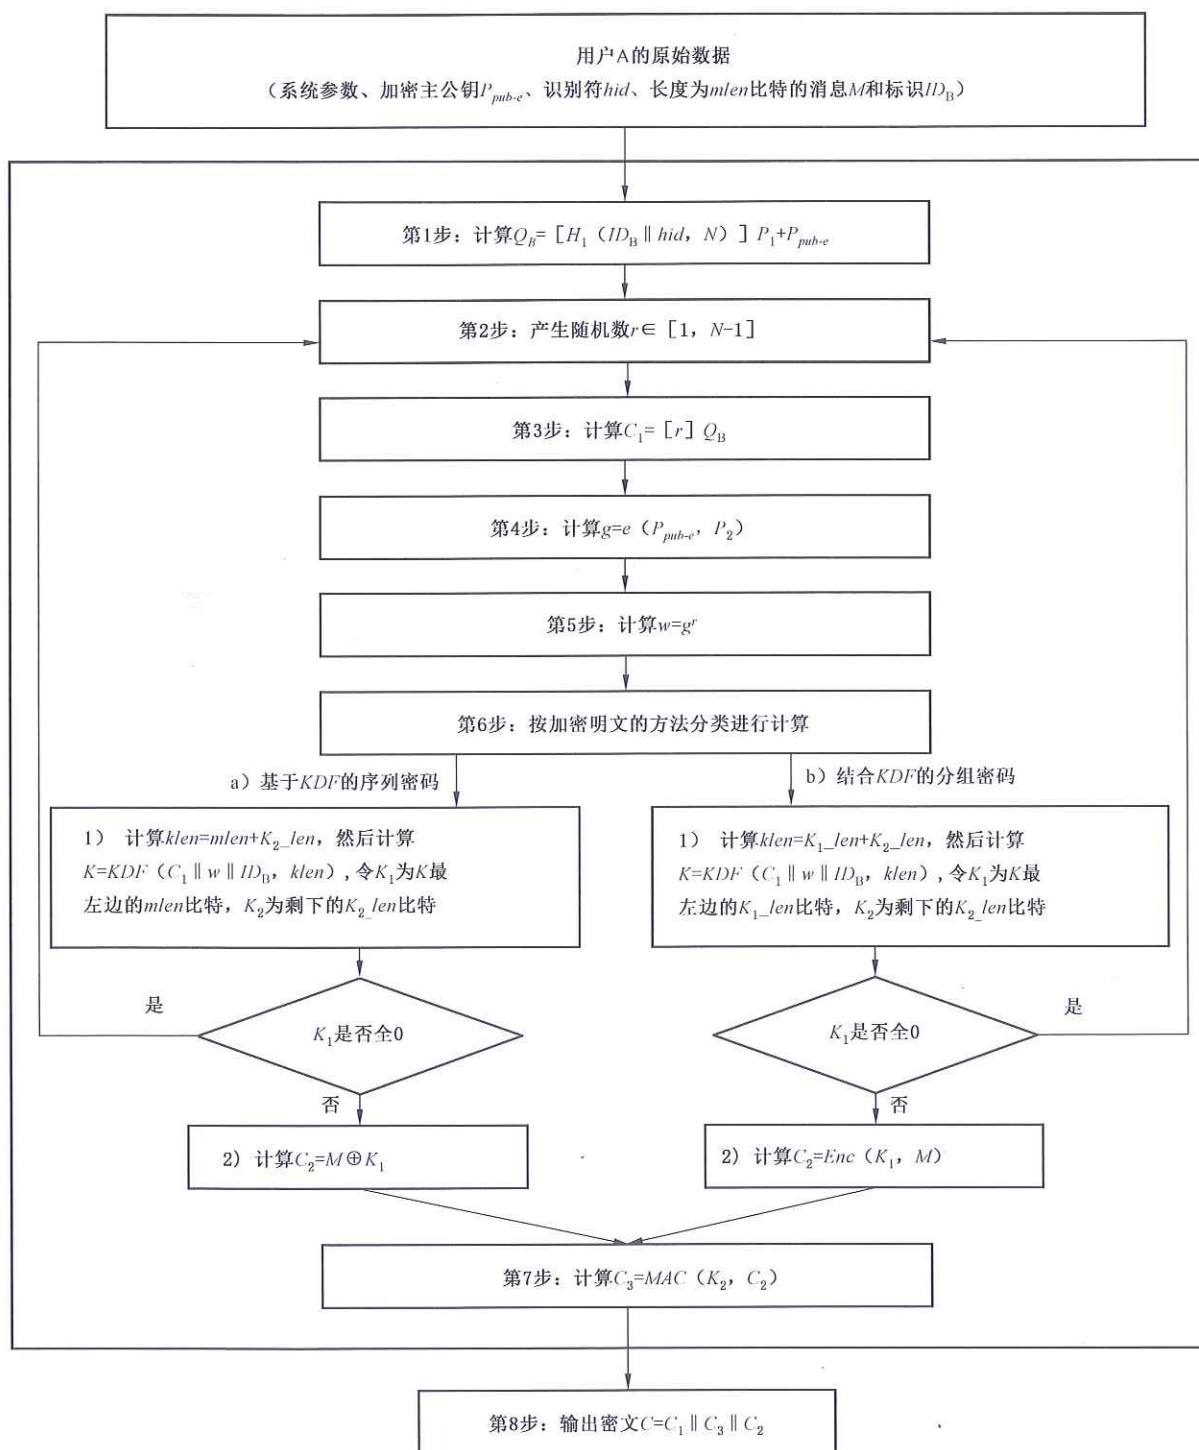 用户A的原始数据
（系统参数、加密主公钥P_{pub-e}、识别符hid、长度为mlen比特的消息M和标识ID_B）
第1步：计算Q_B=［H_1（ID_B‖hid，N）］P_1+P_{pub-e}
第2步：产生随机数r∈［1，N-1］
第3步：计算C_1=［r］Q_B
第4步：计算g=e（P_{pub-e}，P_2）
第5步：计算w=g^r
第6步：按加密明文的方法分类进行计算
a）基于KDF的序列密码
1） 计算klen=mlen+K_2_len，然后计算
K=KDF（C_1‖w‖ID_B，klen）,令K_1为K最
左边的mlen比特，K_2为剩下的K_2_len比特
是
K_1是否全0
否
2）计算C_2=M⊕K_1
b）结合KDF的分组密码
1） 计算klen=K_1_len+K_2_len，然后计算
K=KDF（C_1‖w‖ID_B，klen）,令K_1为K最
左边的K_1_len比特，K_2为剩下的K_2_len比特
K_1是否全0
是
否
2）计算C_2=Enc（K_1，M）
第7步：计算C_3=MAC（K_2，C_2）
第8步：输出密文C=C_1‖C_3‖C_2